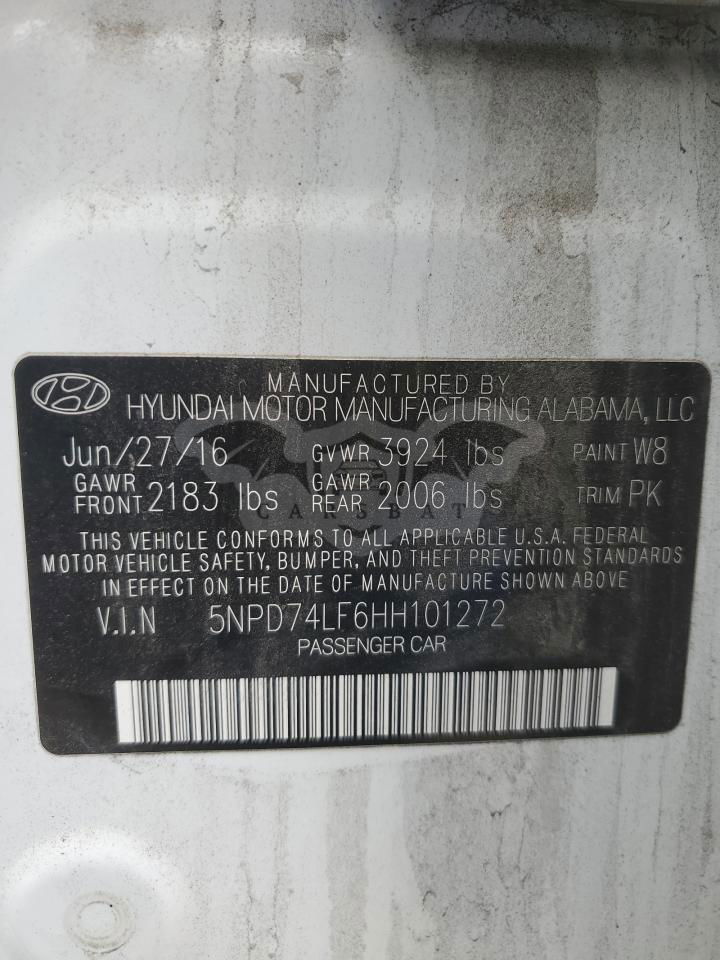 MANUFACTURED BY
HYUNDAI MOTOR MANUFACTURING ALABAMA, LLC
Jun/27/16 GVWR 3924 lbs PAINT W8
GAWR FRONT 2183 lbs GAWR REAR 2006 lbs TRIM PK
CARSBAT
THIS VEHICLE CONFORMS TO ALL APPLICABLE U.S.A. FEDERAL
MOTOR VEHICLE SAFETY, BUMPER, AND THEFT PREVENTION STANDARDS
IN EFFECT ON THE DATE OF MANUFACTURE SHOWN ABOVE
V.I.N 5NPD74LF6HH101272
PASSENGER CAR